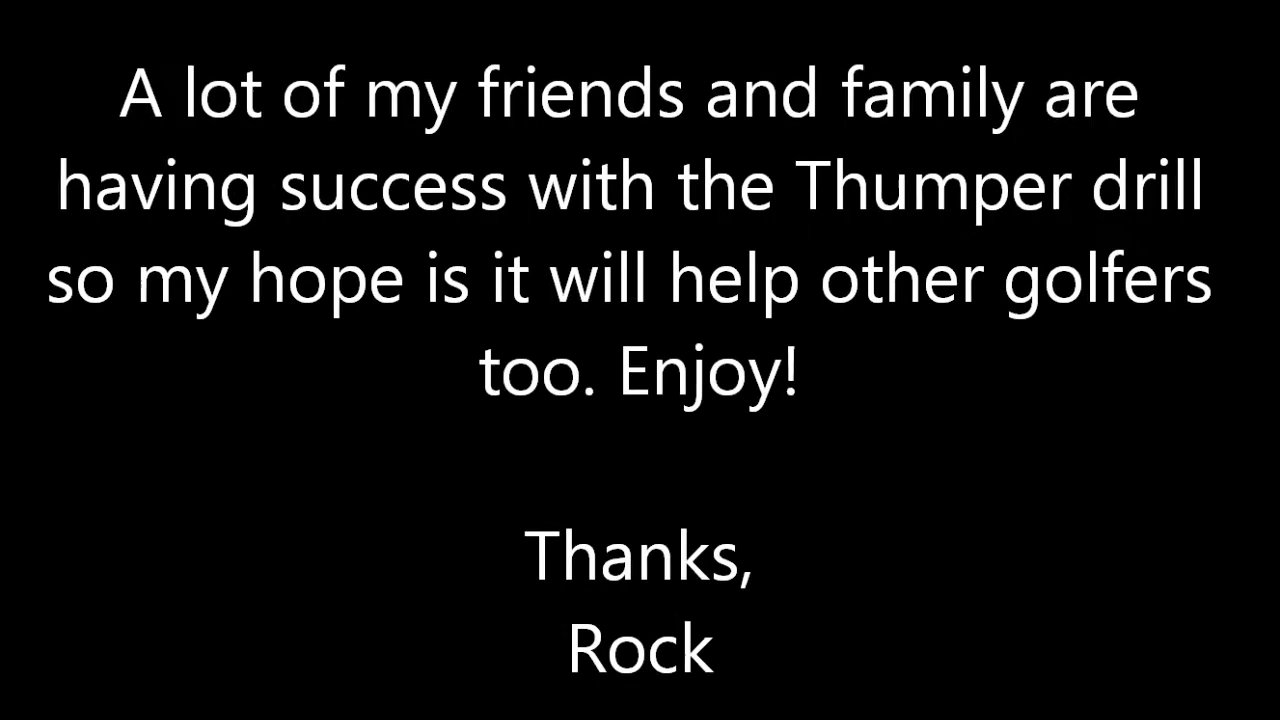 A lot of my friends and family are
having success with the Thumper drill
so my hope is it will help other golfers
too. Enjoy!
Thanks,
Rock